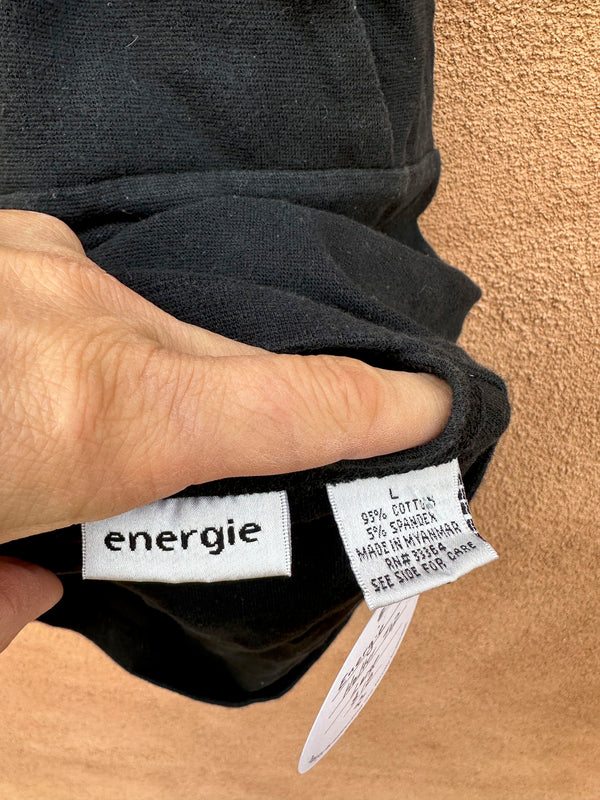 energie
L
95% COTTON
5% SPANDEX
MADE IN MYANMAR
RN# 33364
SEE SIDE FOR CARE